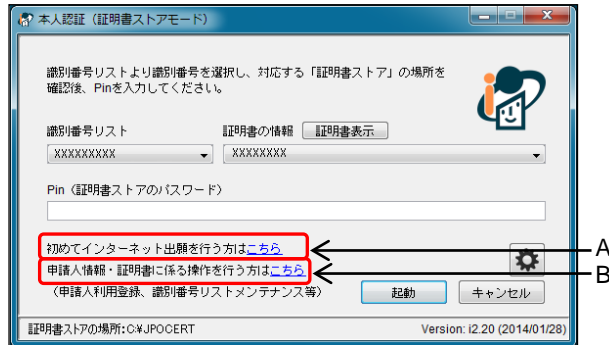 本人認証（証明書ストアモード）
識別番号リストより識別番号を選択し、対応する「証明書ストア」の場所を
確認後、Pinを入力してください。
識別番号リスト 証明書の情報 証明書表示
XXXXXXXXX XXXXXXXX
Pin（証明書ストアのパスワード）
初めてインターネット出願を行う方はこちら A
申請人情報・証明書に係る操作を行う方はこちら B
（申請人利用登録、識別番号リストメンテナンス等） 起動 キャンセル
証明書ストアの場所:C:¥JPOCERT Version: i2.20 (2014/01/28)